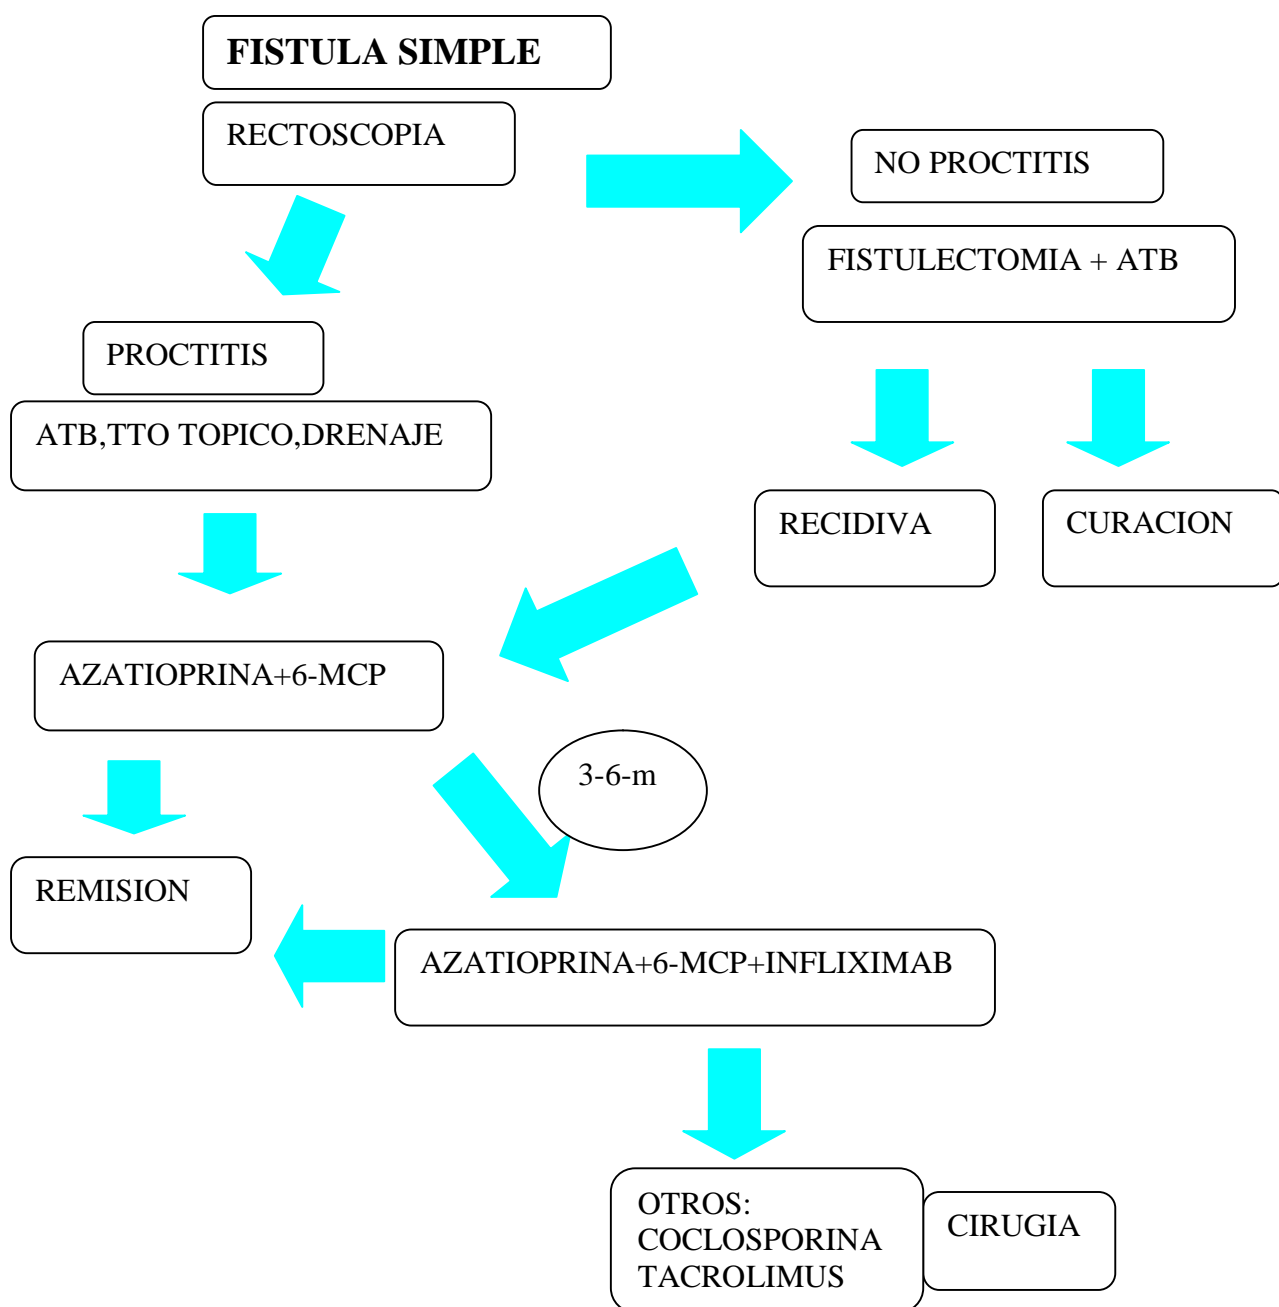 FISTULA SIMPLE
RECTOSCOPIA
NO PROCTITIS
FISTULECTOMIA + ATB
PROCTITIS
ATB,TTO TOPICO,DRENAJE
RECIDIVA
CURACION
AZATIOPRINA+6-MCP
3-6-m
REMISION
AZATIOPRINA+6-MCP+INFLIXIMAB
OTROS:
COCLOSPORINA
TACROLIMUS
CIRUGIA